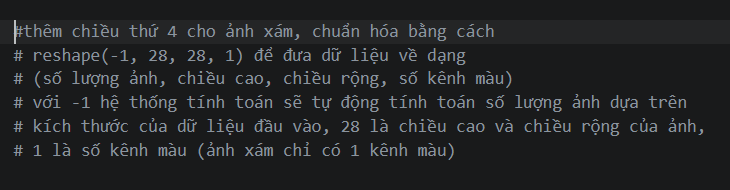 #thêm chiều thứ 4 cho ảnh xám, chuẩn hóa bằng cách
# reshape(-1, 28, 28, 1) để đưa dữ liệu về dạng
# (số lượng ảnh, chiều cao, chiều rộng, số kênh màu)
# với -1 hệ thống tính toán sẽ tự động tính toán số lượng ảnh dựa trên
# kích thước của dữ liệu đầu vào, 28 là chiều cao và chiều rộng của ảnh,
# 1 là số kênh màu (ảnh xám chỉ có 1 kênh màu)